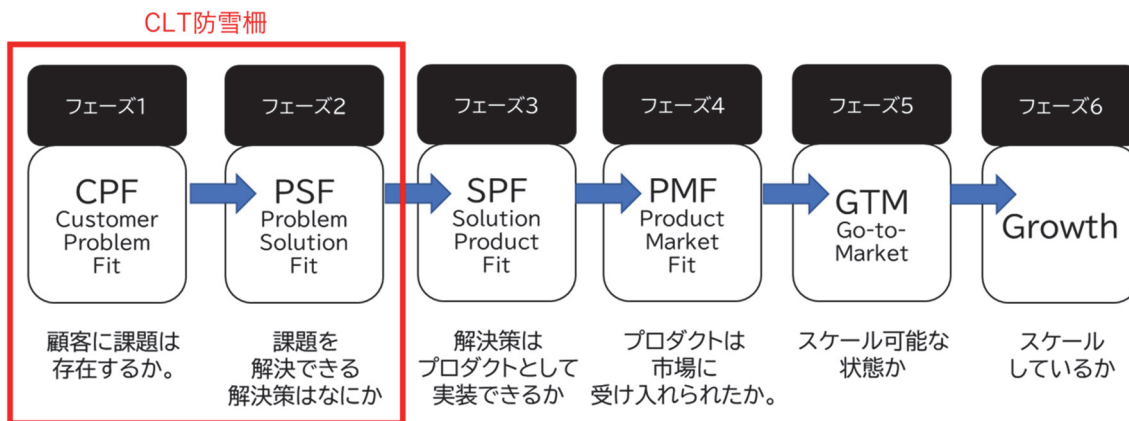 CLT防雪柵
フェーズ1
CPF
Customer
Problem
Fit
顧客に課題は
存在するか。
フェーズ2
PSF
Problem
Solution
Fit
課題を
解決できる
解決策はなにか
フェーズ3
SPF
Solution
Product
Fit
解決策は
プロダクトとして
実装できるか
フェーズ4
PMF
Product
Market
Fit
プロダクトは
市場に
受け入れられたか。
フェーズ5
GTM
Go-to-
Market
スケール可能な
状態か
フェーズ6
Growth
スケール
しているか